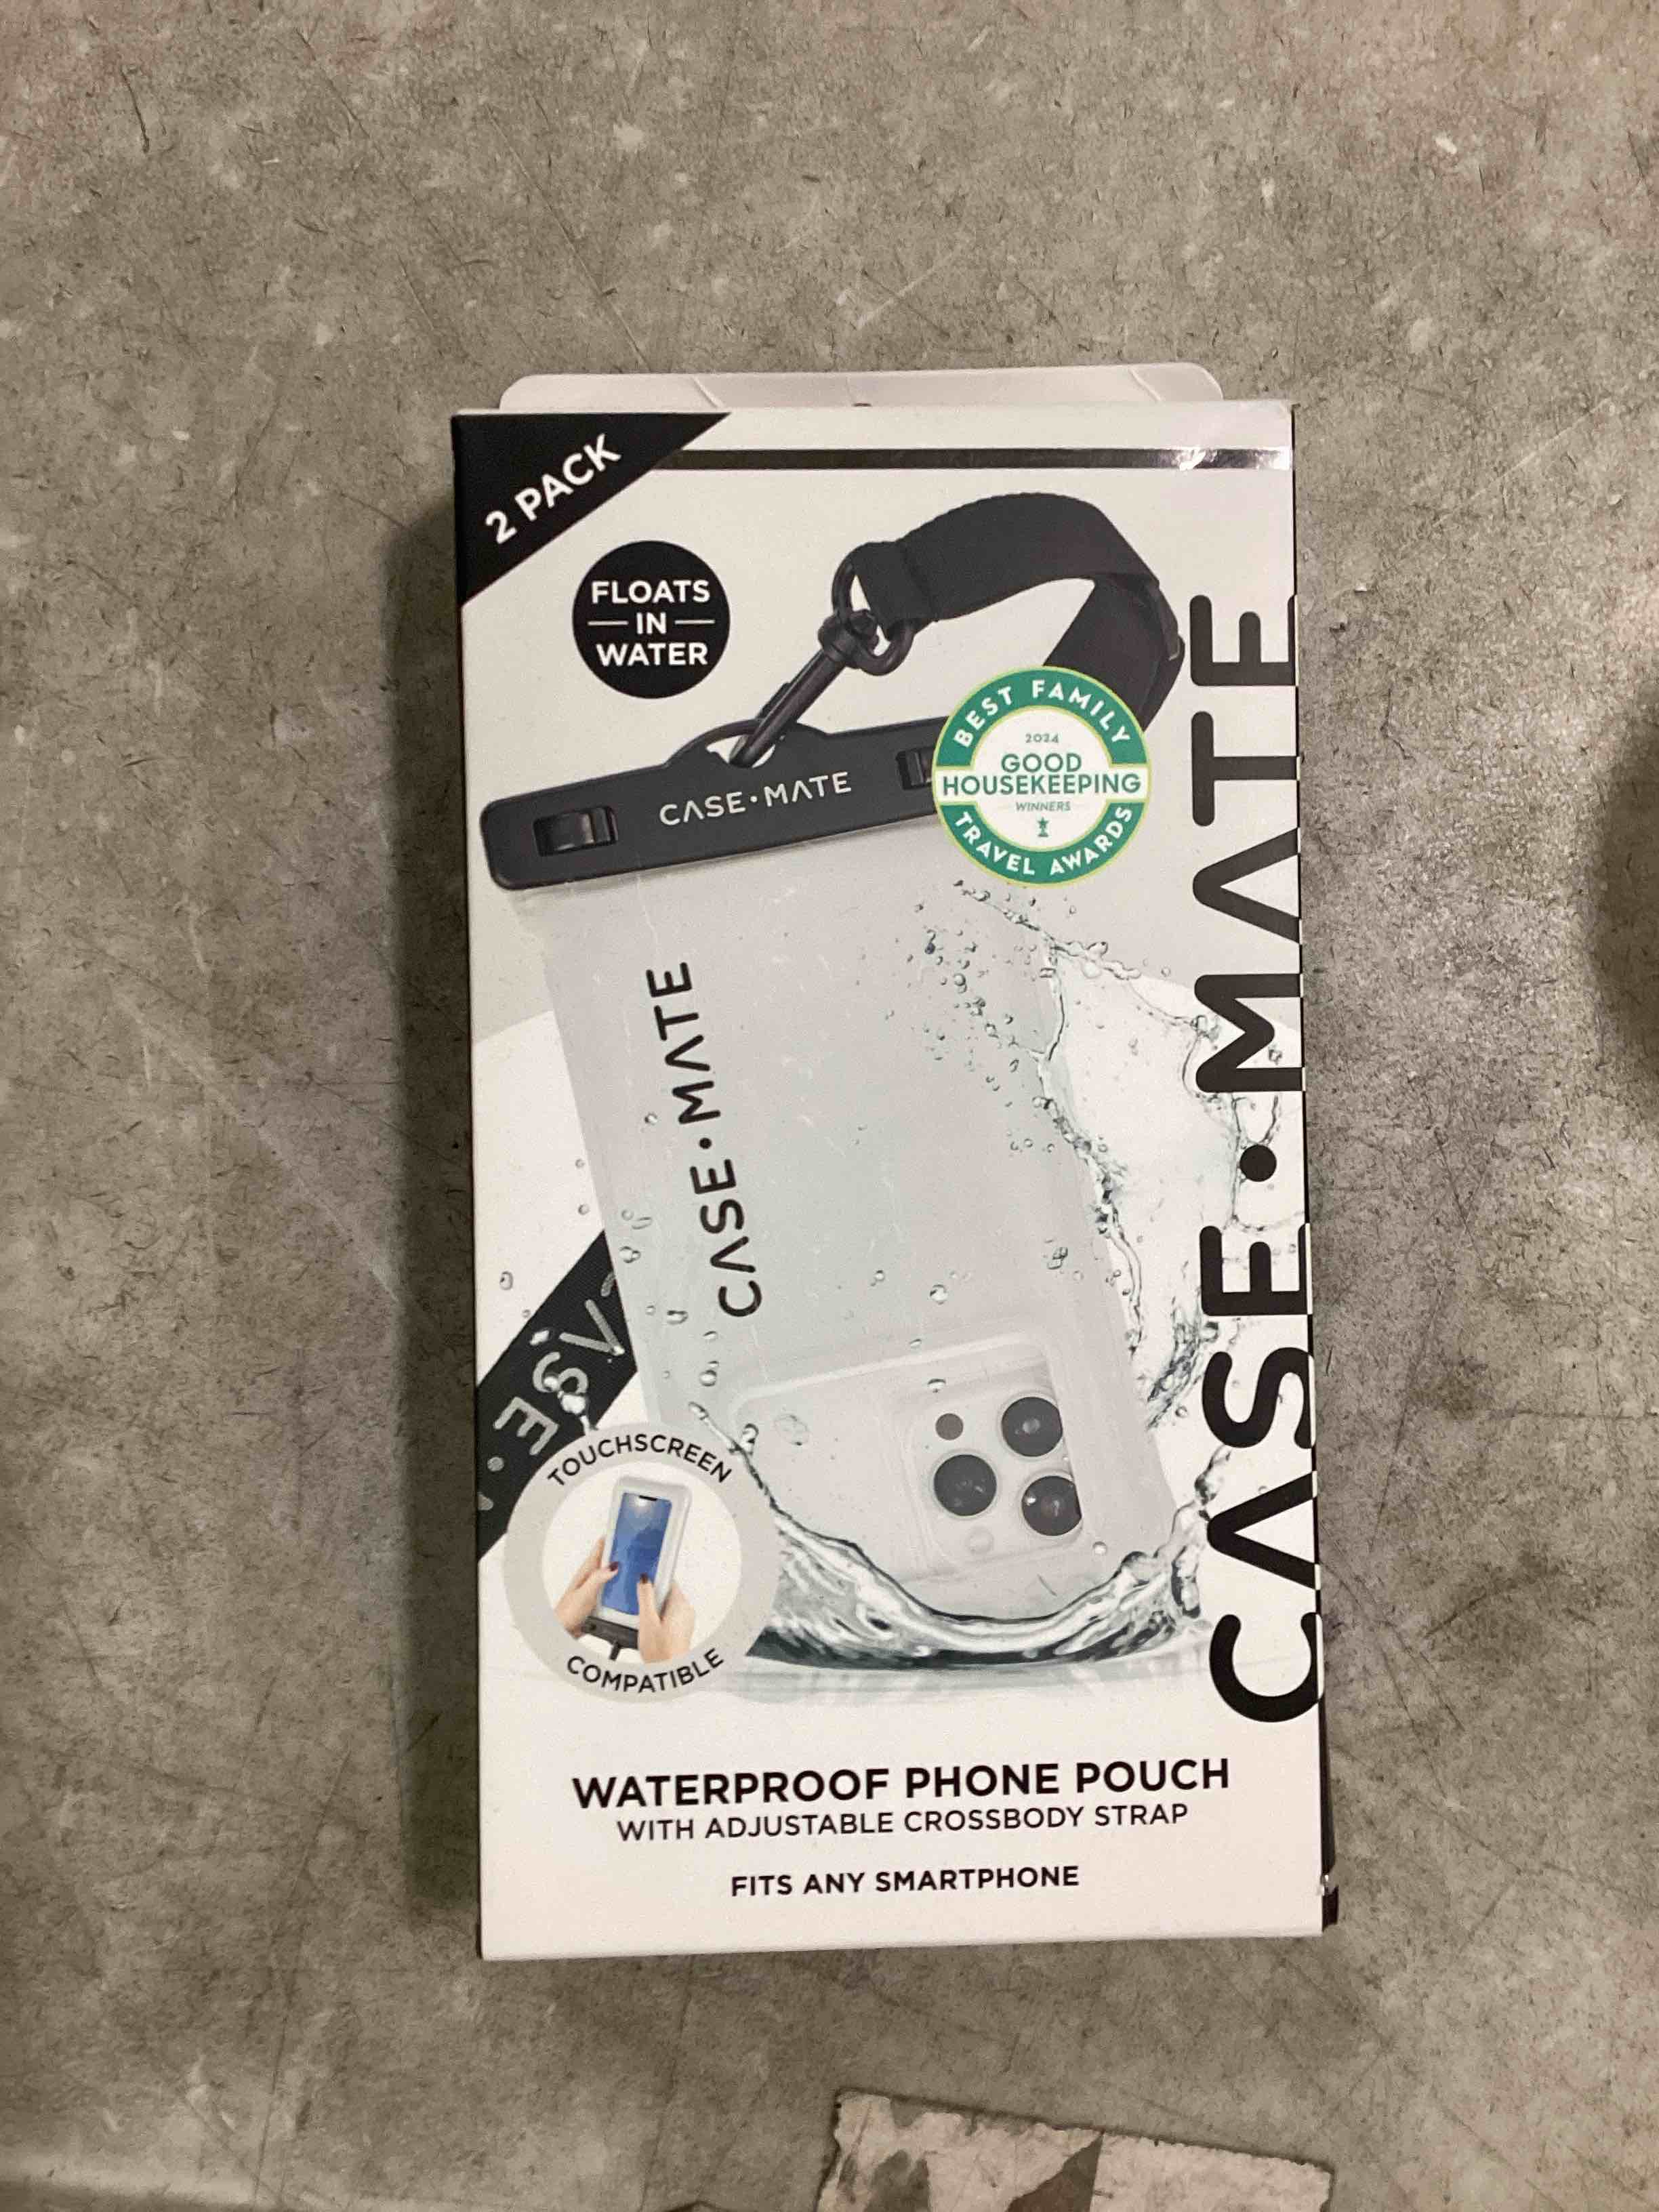 2 PACK
FLOATS
IN
WATER
CASE•MATE
BEST FAMILY
2024
GOOD
HOUSEKEEPING
WINNERS
TRAVEL AWARDS
CASE•MATE
CASE•MATE
TOUCHSCREEN
COMPATIBLE
WATERPROOF PHONE POUCH
WITH ADJUSTABLE CROSSBODY STRAP
FITS ANY SMARTPHONE